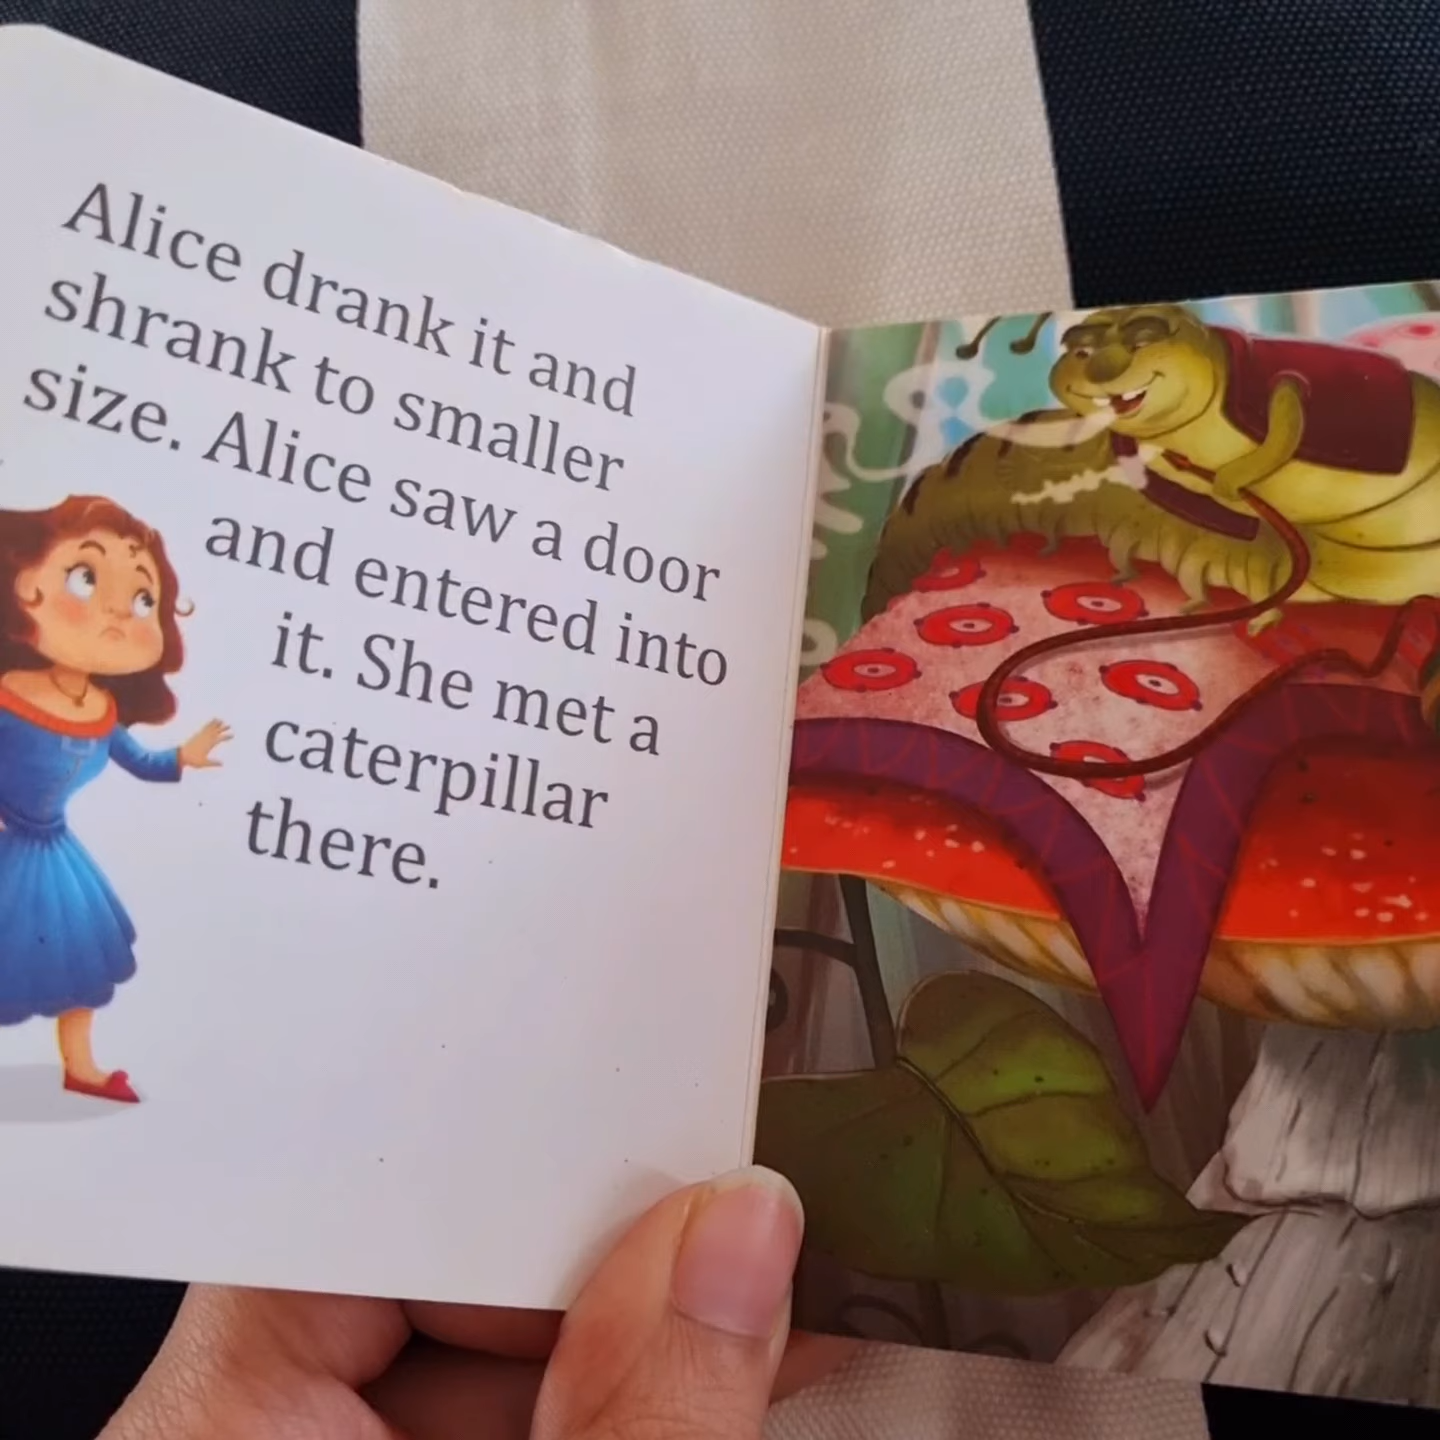 Alice drank it and
shrank to smaller
size. Alice saw a door
and entered into
it. She met a
caterpillar
there.